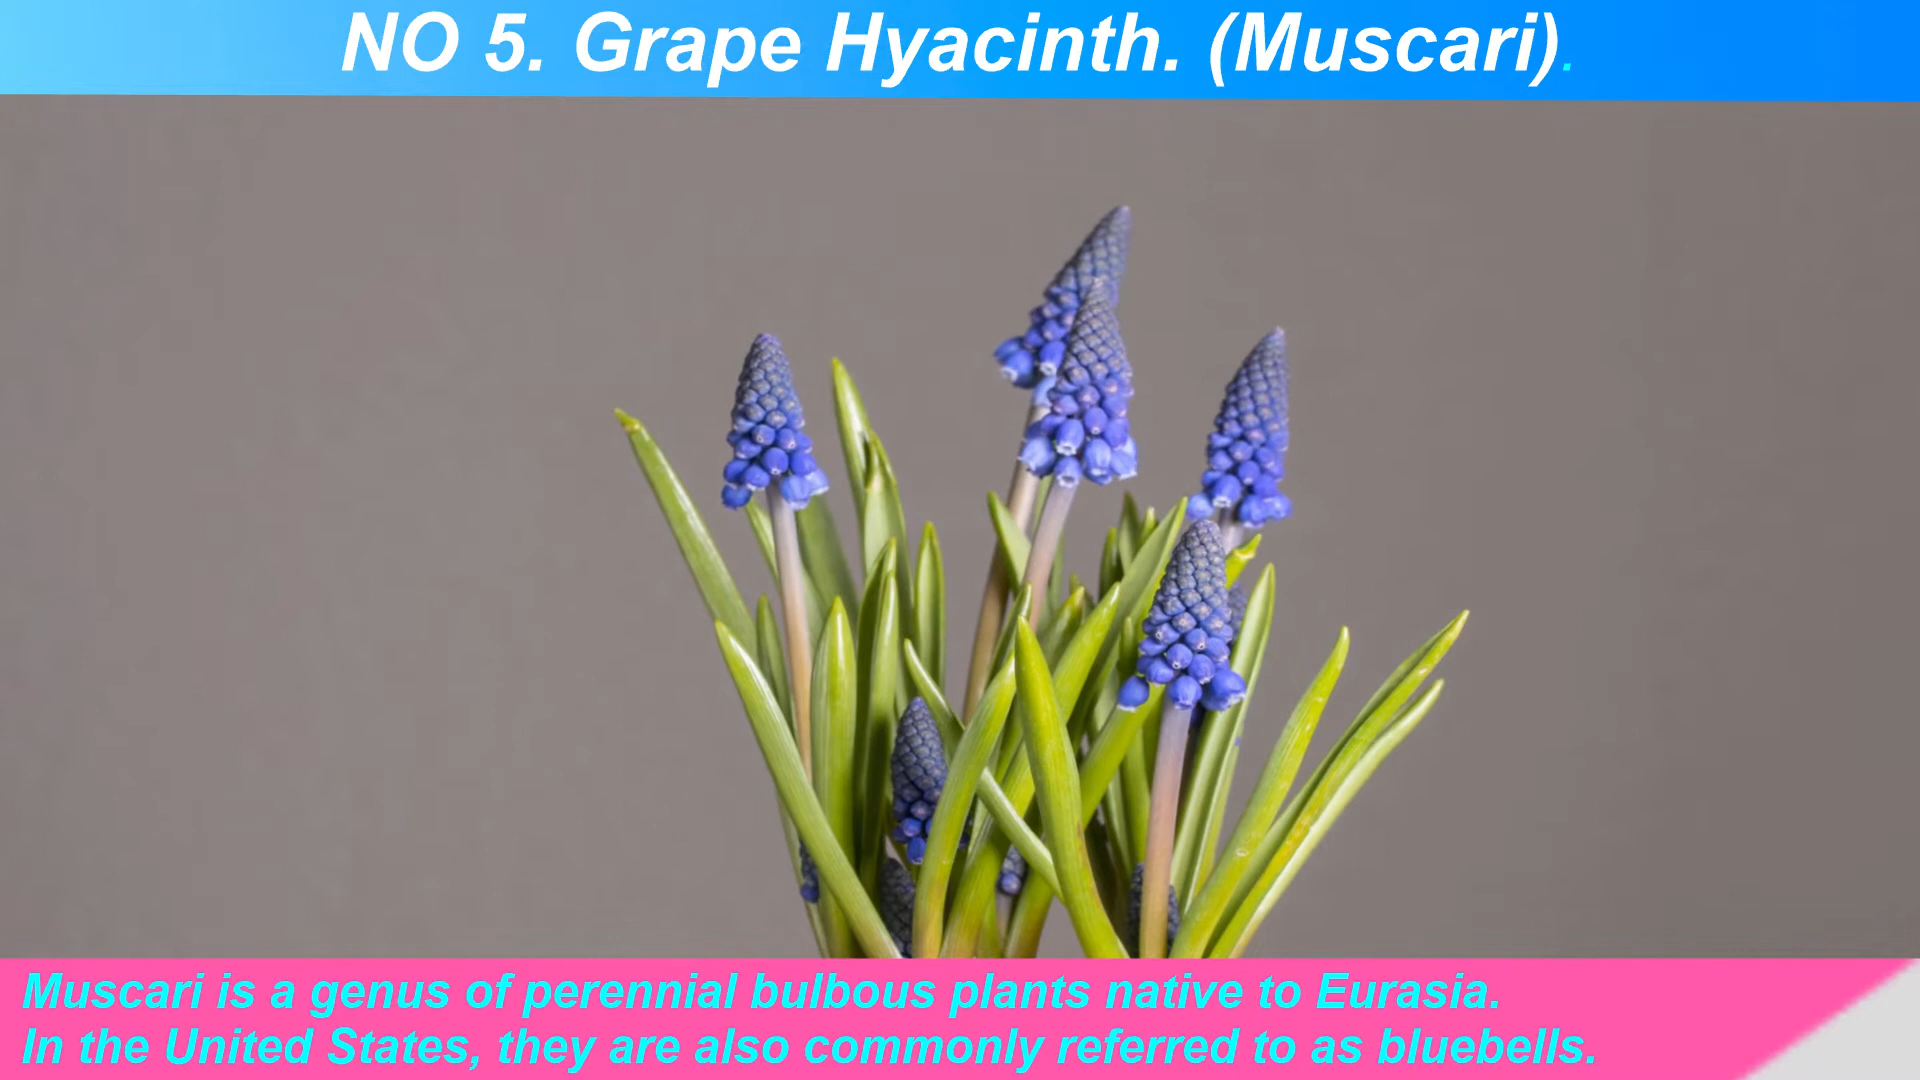 NO 5. Grape Hyacinth. (Muscari).
Muscari is a genus of perennial bulbous plants native to Eurasia.
In the United States, they are also commonly referred to as bluebells.